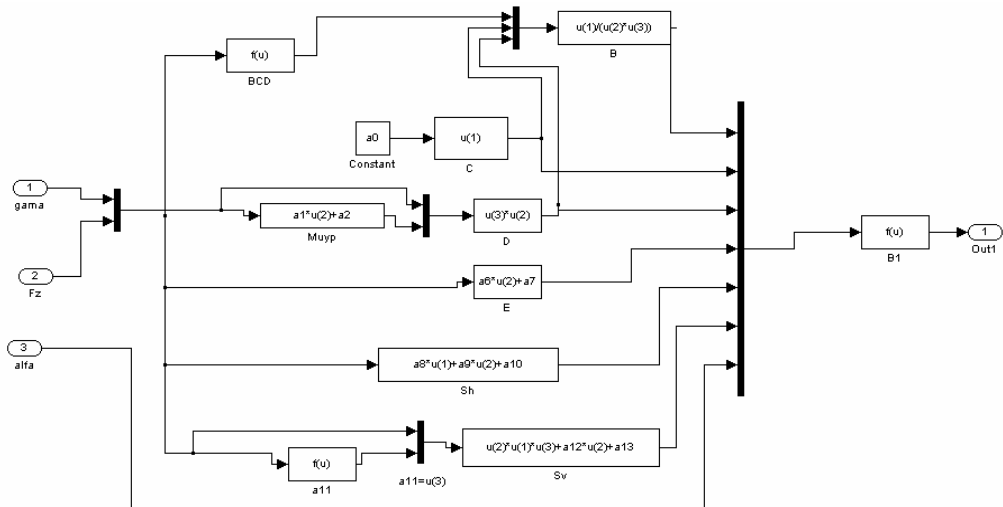 u(1)/(u(2)*u(3))
B
f(u)
BCD
a0
Constant
u(1)
C
1
gama
a1*u(2)+a2
Muyp
u(3)*u(2)
D
f(u)
B1
1
Out1
2
Fz
a6*u(2)+a7
E
3
alfa
a8*u(1)+a9*u(2)+a10
Sh
f(u)
a11
a11=u(3)
u(2)*u(1)*u(3)+a12*u(2)+a13
Sv